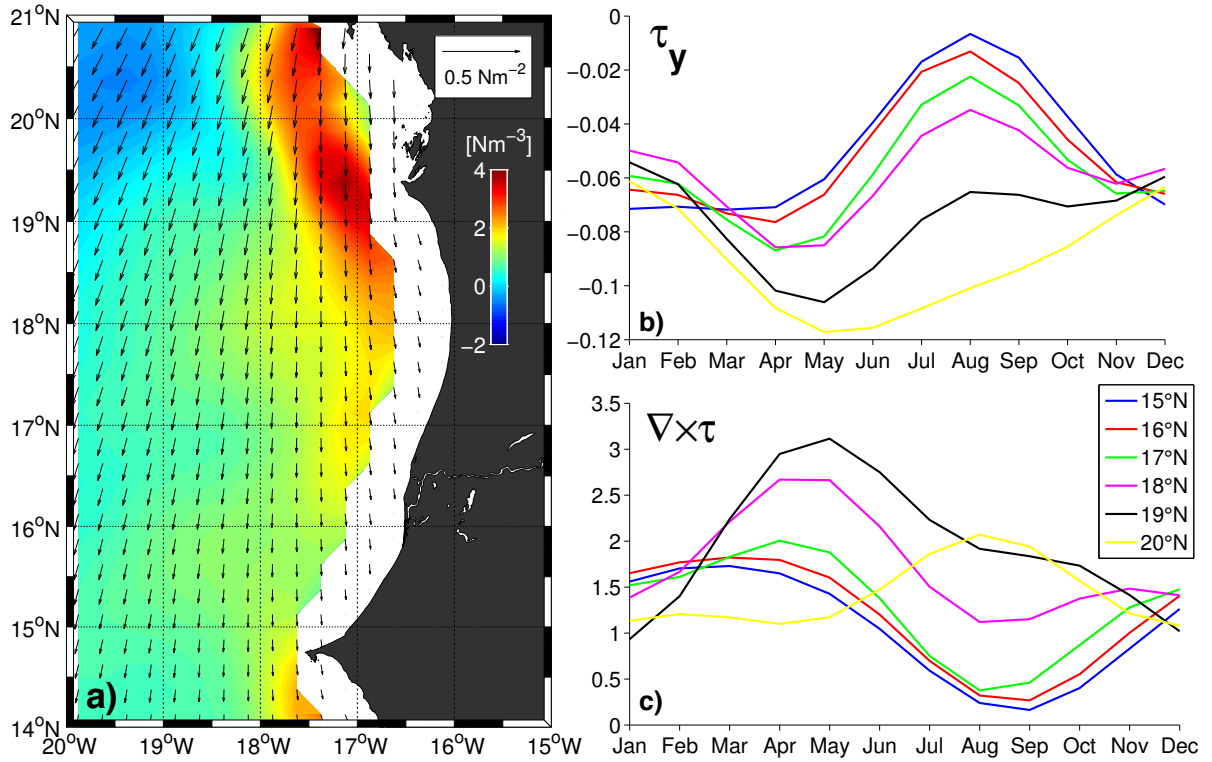 21°N
20°N
19°N
18°N
17°N
16°N
15°N
14°N
20°W 19°W 18°W 17°W 16°W 15°W
0.5 Nm⁻²
[Nm⁻³]
4
2
0
−2
a)
τy
0
−0.02
−0.04
−0.06
−0.08
−0.1
−0.12
Jan Feb Mar Apr May Jun Jul Aug Sep Oct Nov Dec
b)
∇×τ
3.5
3
2.5
2
1.5
1
0.5
0
Jan Feb Mar Apr May Jun Jul Aug Sep Oct Nov Dec
c)
15°N
16°N
17°N
18°N
19°N
20°N